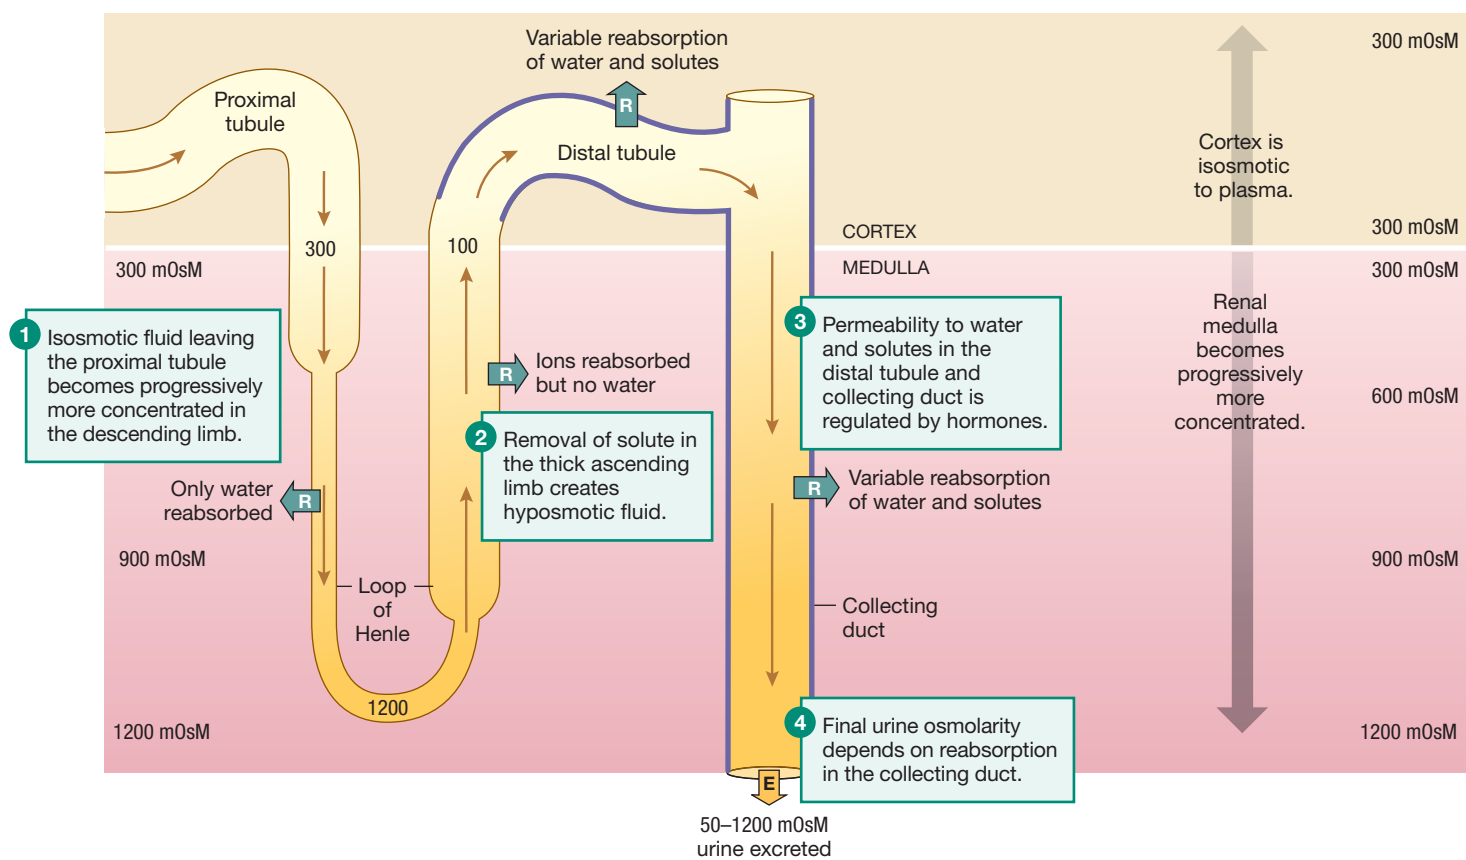 Variable reabsorption
of water and solutes
R
300 mOsM
Proximal
tubule
Distal tubule
Cortex is
isosmotic
to plasma.
300
100
CORTEX
300 mOsM
300 mOsM
MEDULLA
300 mOsM
1
Isosmotic fluid leaving
the proximal tubule
becomes progressively
more concentrated in
the descending limb.
R
Ions reabsorbed
but no water
3
Permeability to water
and solutes in the
distal tubule and
collecting duct is
regulated by hormones.
Renal
medulla
becomes
progressively
more
concentrated.
600 mOsM
2
Removal of solute in
the thick ascending
limb creates
hyposmotic fluid.
Only water
reabsorbed
R
R
Variable reabsorption
of water and solutes
900 mOsM
900 mOsM
Loop
of
Henle
Collecting
duct
1200
1200 mOsM
4
Final urine osmolarity
depends on reabsorption
in the collecting duct.
1200 mOsM
E
50–1200 mOsM
urine excreted